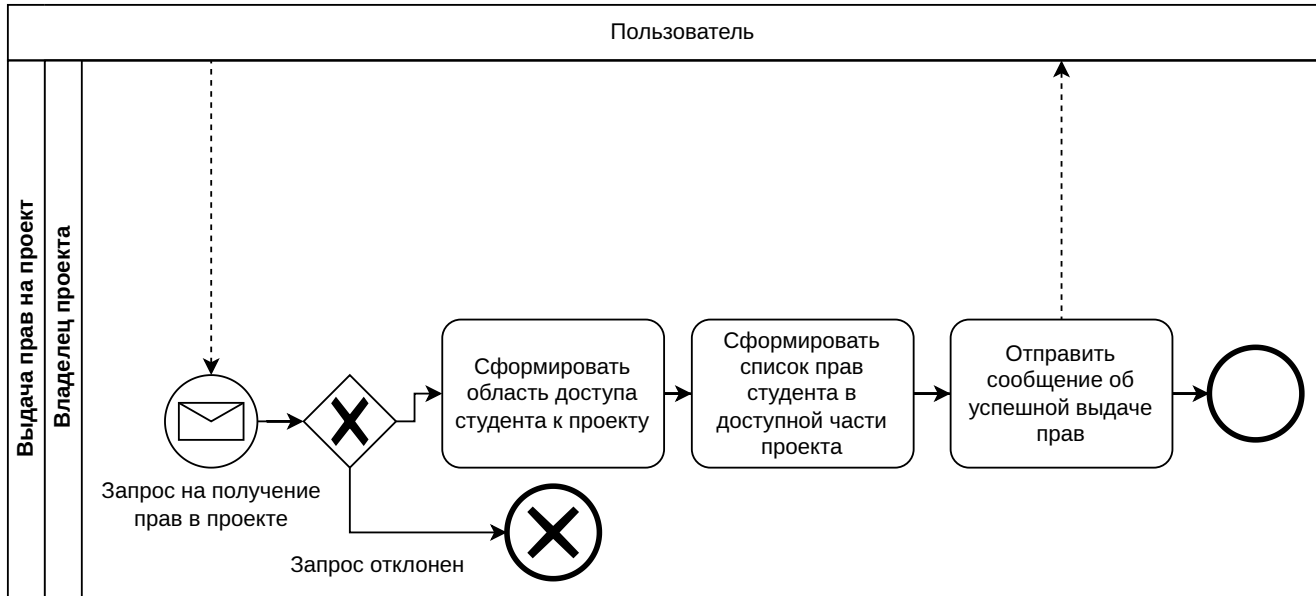 Пользователь
Выдача прав на проект
Владелец проекта
Запрос на получение
прав в проекте
Запрос отклонен
Сформировать
область доступа
студента к проекту
Сформировать
список прав
студента в
доступной части
проекта
Отправить
сообщение об
успешной выдаче
прав